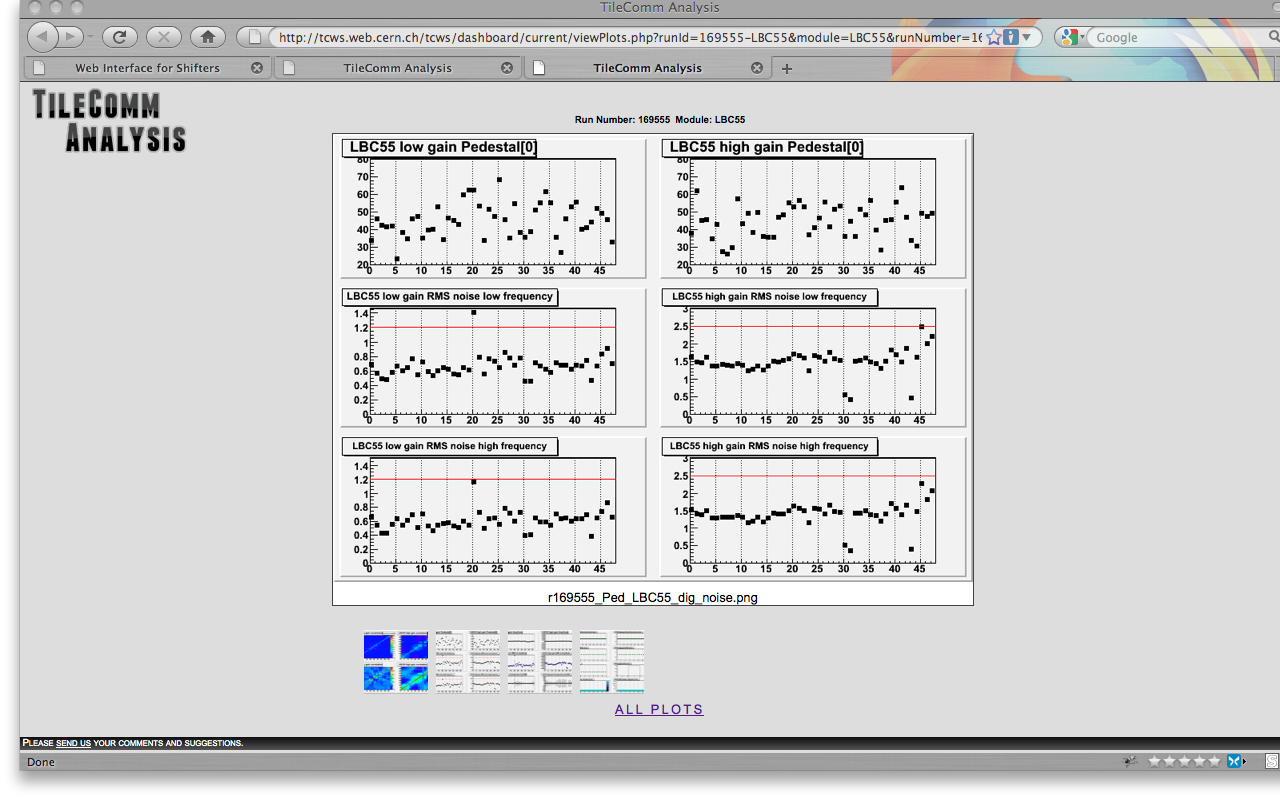 TileComm Analysis
http://tcws.web.cern.ch/tcws/dashboard/current/viewPlots.php?runId=169555-LBC55&module=LBC55&runNumber=16
Google
Web Interface for Shifters
TileComm Analysis
TileComm Analysis
TILECOMM
ANALYSIS
Run Number: 169555 Module: LBC55
LBC55 low gain Pedestal[0]
80
70
60
50
40
30
20
0 5 10 15 20 25 30 35 40 45
LBC55 high gain Pedestal[0]
80
70
60
50
40
30
20
0 5 10 15 20 25 30 35 40 45
LBC55 low gain RMS noise low frequency
1.4
1.2
1
0.8
0.6
0.4
0.2
0
0 5 10 15 20 25 30 35 40 45
LBC55 high gain RMS noise low frequency
3
2.5
2
1.5
1
0.5
0
0 5 10 15 20 25 30 35 40 45
LBC55 low gain RMS noise high frequency
1.4
1.2
1
0.8
0.6
0.4
0.2
0
0 5 10 15 20 25 30 35 40 45
LBC55 high gain RMS noise high frequency
3
2.5
2
1.5
1
0.5
0
0 5 10 15 20 25 30 35 40 45
r169555_Ped_LBC55_dig_noise.png
ALL PLOTS
PLEASE SEND US YOUR COMMENTS AND SUGGESTIONS.
Done